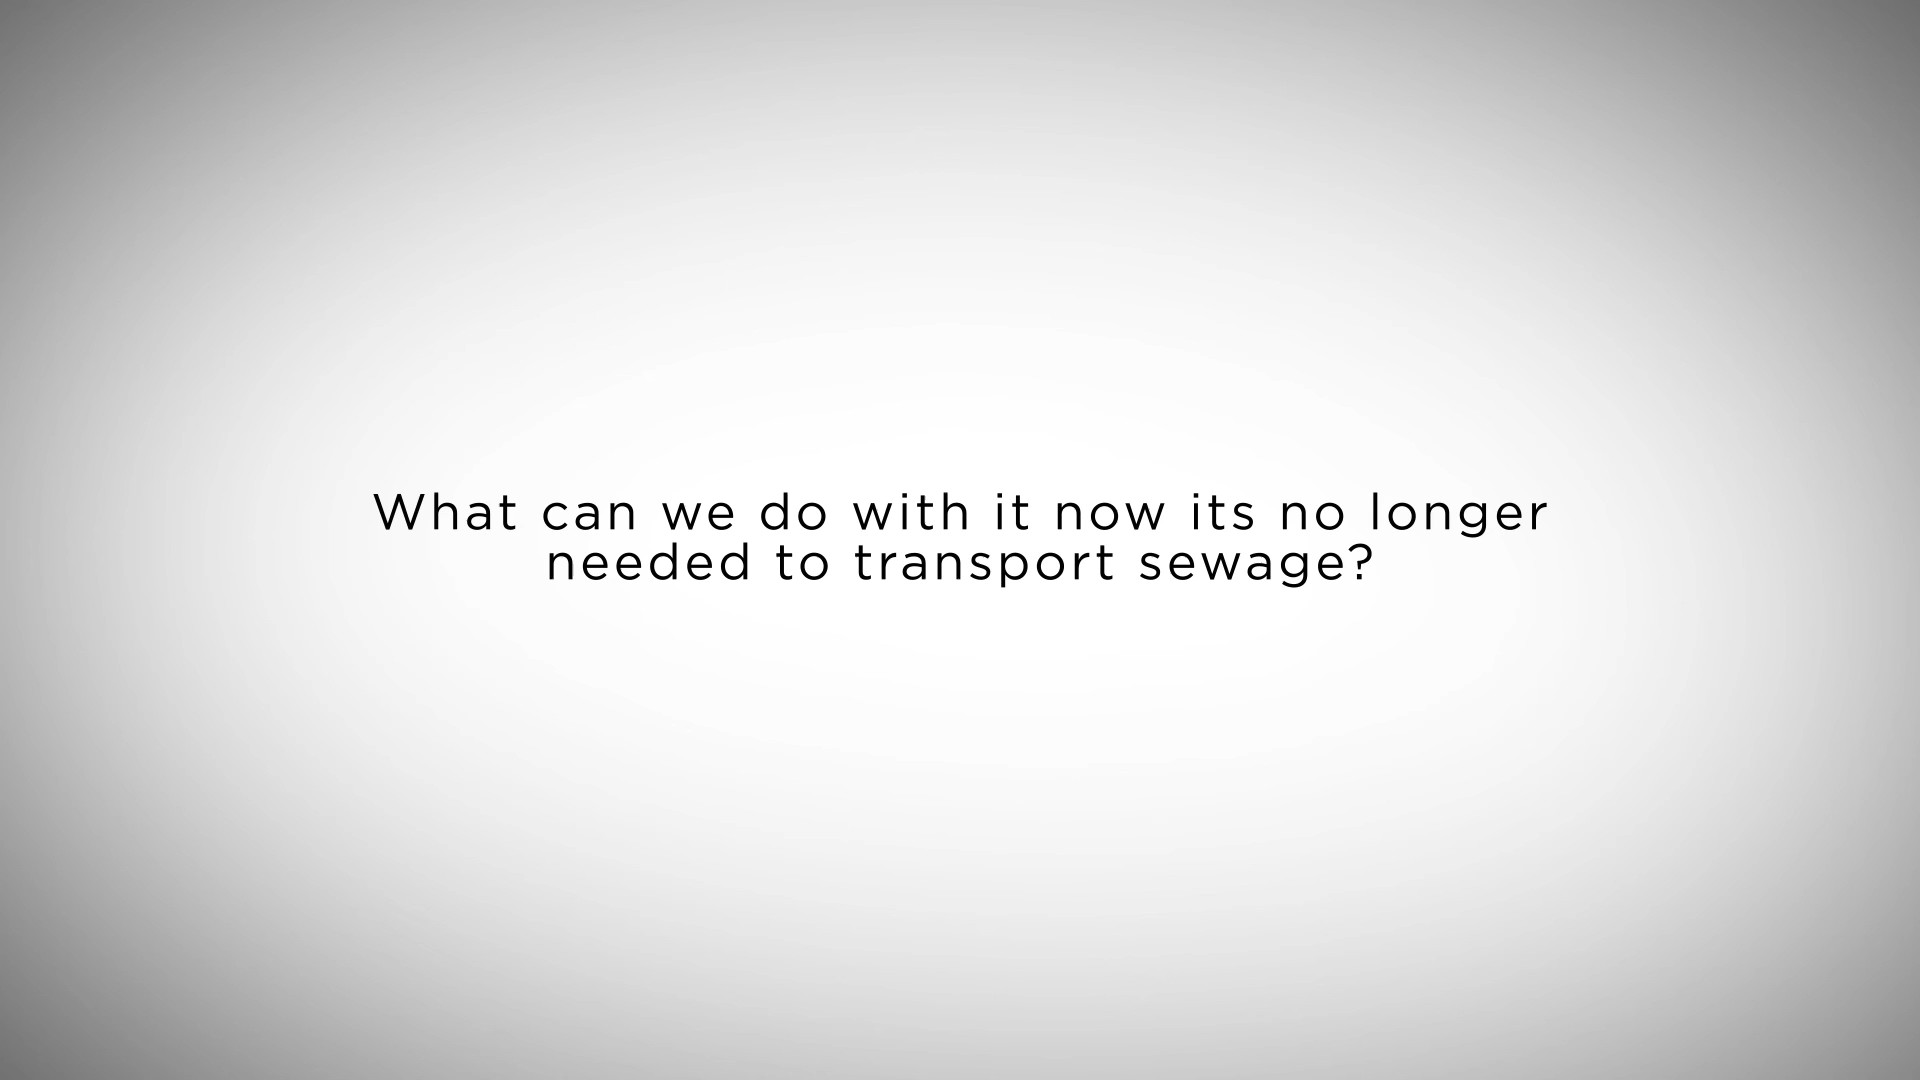 What can we do with it now its no longer
needed to transport sewage?